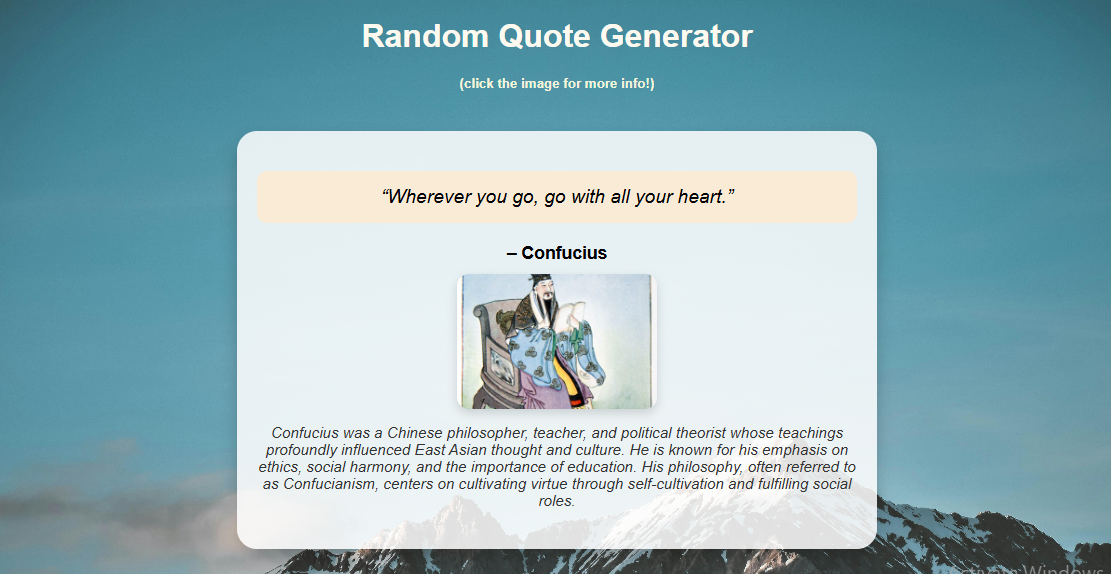 Random Quote Generator
(click the image for more info!)
“Wherever you go, go with all your heart.”
– Confucius
Confucius was a Chinese philosopher, teacher, and political theorist whose teachings
profoundly influenced East Asian thought and culture. He is known for his emphasis on
ethics, social harmony, and the importance of education. His philosophy, often referred to
as Confucianism, centers on cultivating virtue through self-cultivation and fulfilling social
roles.
Windows